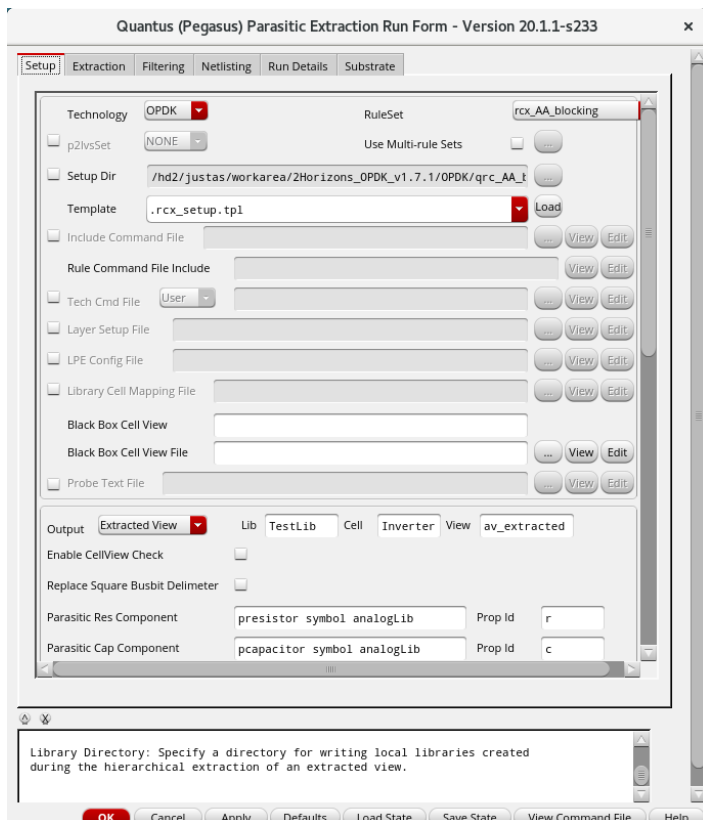 Quantus (Pegasus) Parasitic Extraction Run Form - Version 20.1.1-s233 ×
Setup Extraction Filtering Netlisting Run Details Substrate
Technology OPDK RuleSet rcx_AA_blocking
p2lvsSet NONE Use Multi-rule Sets ...
Setup Dir /hd2/justas/workarea/2Horizons_OPDK_v1.7.1/OPDK/qrc_AA_b ...
Template .rcx_setup.tpl Load
Include Command File ... View Edit
Rule Command File Include View Edit
Tech Cmd File User ... View Edit
Layer Setup File ... View Edit
LPE Config File ... View Edit
Library Cell Mapping File ... View Edit
Black Box Cell View
Black Box Cell View File ... View Edit
Probe Text File ... View Edit
Output Extracted View Lib TestLib Cell Inverter View av_extracted
Enable CellView Check
Replace Square Busbit Delimeter
Parasitic Res Component presistor symbol analogLib Prop Id r
Parasitic Cap Component pcapacitor symbol analogLib Prop Id c
Library Directory: Specify a directory for writing local libraries created
during the hierarchical extraction of an extracted view.
OK Cancel Apply Defaults Load State Save State View Command File Help